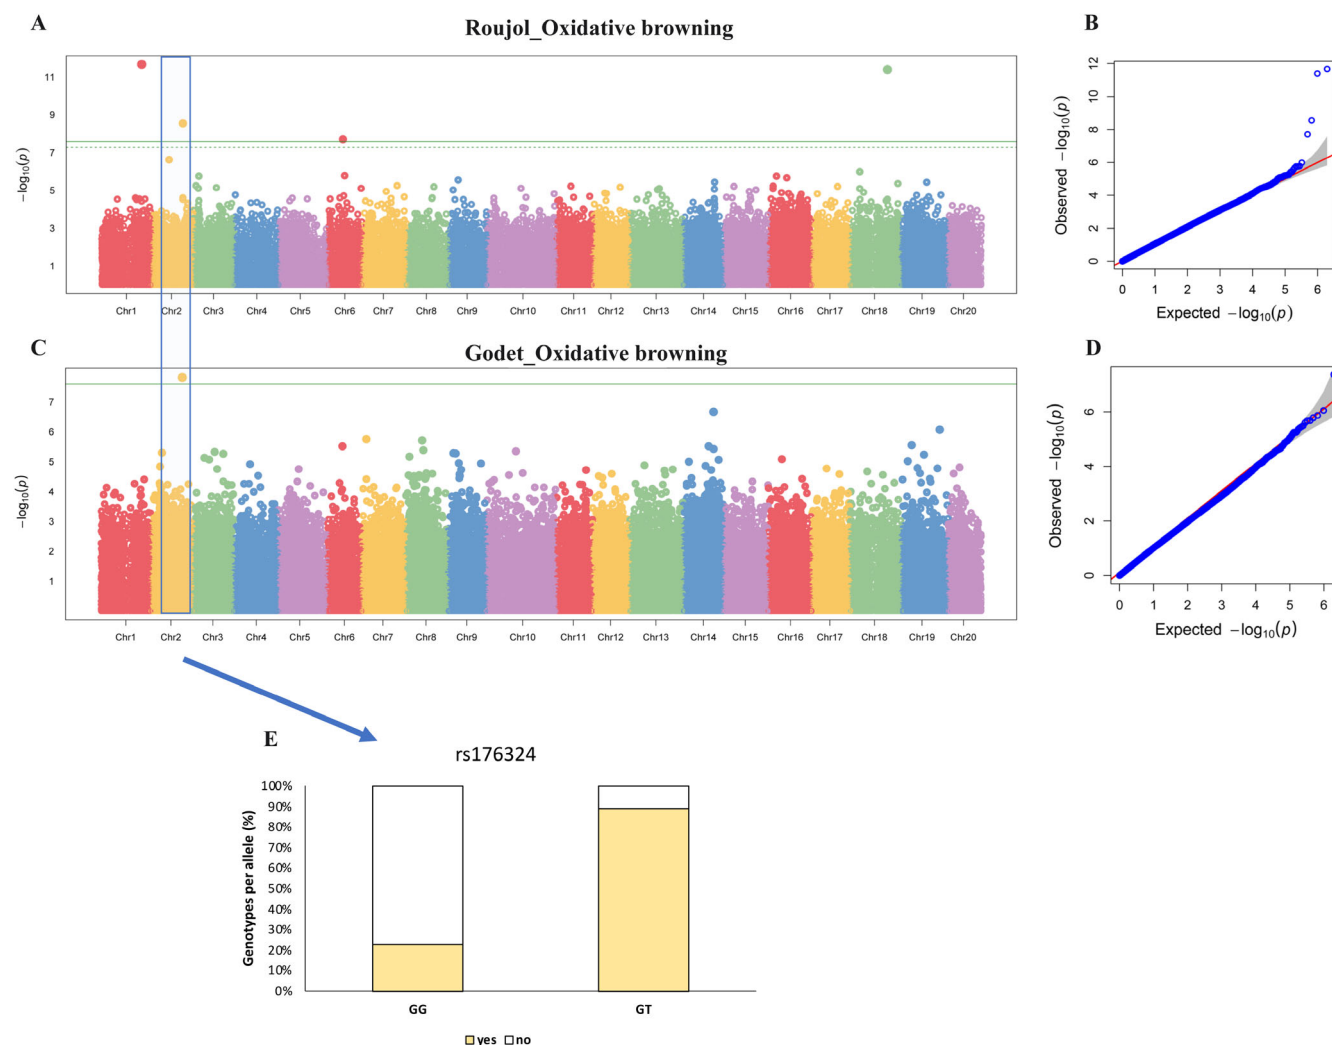 A
Roujol_Oxidative browning
B
−log10(p)
11
9
7
5
3
1
Chr1 Chr2 Chr3 Chr4 Chr5 Chr6 Chr7 Chr8 Chr9 Chr10 Chr11 Chr12 Chr13 Chr14 Chr15 Chr16 Chr17 Chr18 Chr19 Chr20
Observed −log10(p)
12
10
8
6
4
2
0
0 1 2 3 4 5 6
Expected −log10(p)
C
Godet_Oxidative browning
D
−log10(p)
7
6
5
4
3
2
1
Chr1 Chr2 Chr3 Chr4 Chr5 Chr6 Chr7 Chr8 Chr9 Chr10 Chr11 Chr12 Chr13 Chr14 Chr15 Chr16 Chr17 Chr18 Chr19 Chr20
Observed −log10(p)
6
4
2
0
0 1 2 3 4 5 6
Expected −log10(p)
E
rs176324
Genotypes per allele (%)
100%
90%
80%
70%
60%
50%
40%
30%
20%
10%
0%
GG GT
yes no